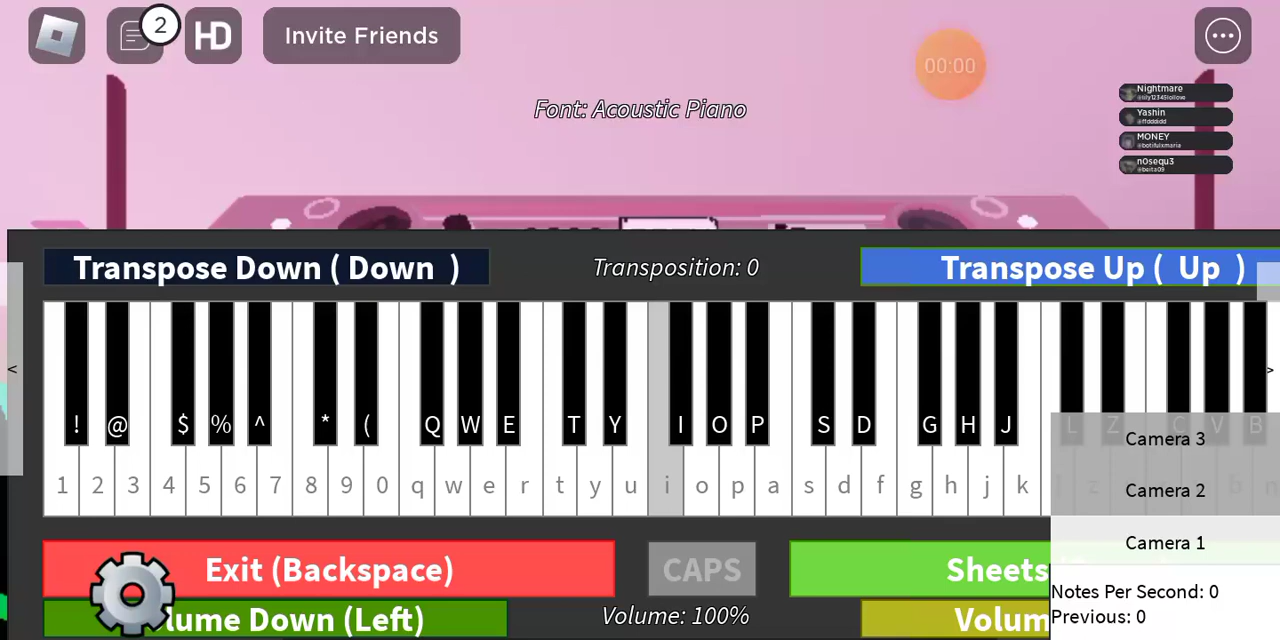 2
HD
Invite Friends
00:00
Font: Acoustic Piano
Nightmare
Yashin
MONEY
n0sequ3
Transpose Down ( Down )
Transposition: 0
Transpose Up ( Up )
<
>
! @ $ % ^ * ( Q W E T Y I O P S D G H J L Z C V B
1 2 3 4 5 6 7 8 9 0 q w e r t y u i o p a s d f g h j k
Camera 3
Camera 2
Camera 1
Exit (Backspace)
CAPS
Sheets
Notes Per Second: 0
Previous: 0
lume Down (Left)
Volume: 100%
Volum